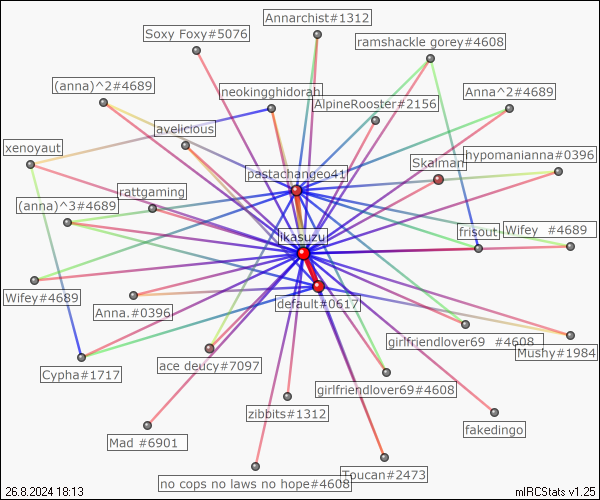 Annarchist#1312
Soxy Foxy#5076
ramshackle gorey#4608
(anna)^2#4689
neokingghidorah
Anna^2#4689
AlpineRooster#2156
avelicious
xenoyaut
hypomanianna#0396
Skalman
pastachangeo41
rattgaming
(anna)^3#4689
frisout
Wifey #4689
ikasuzu
Wifey#4689
default#0617
Anna.#0396
girlfriendlover69 #4608
Mushy#1984
ace deucy#7097
Cypha#1717
girlfriendlover69#4608
zibbits#1312
fakedingo
Mad #6901
Toucan#2473
no cops no laws no hope#4608
26.8.2024 18:13
mIRCStats v1.25